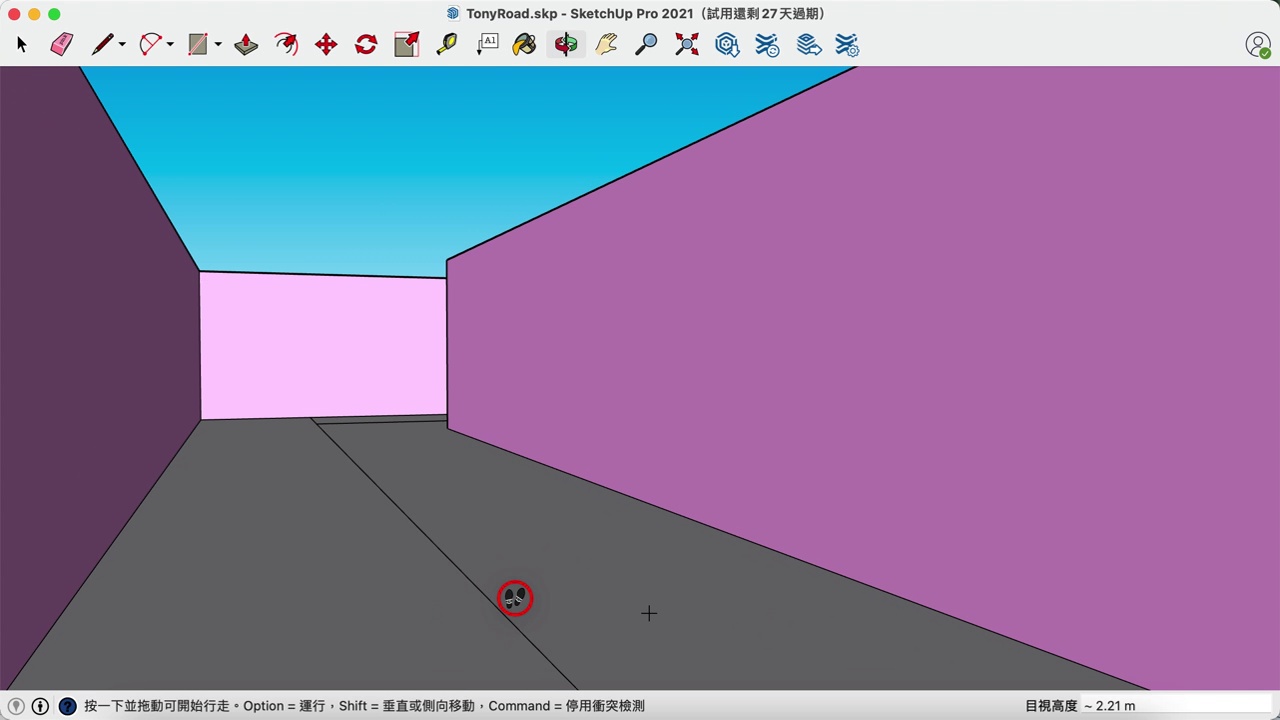 TonyRoad.skp - SketchUp Pro 2021（試用還剩 27 天過期）
A1
按一下並拖動可開始行走。Option = 運行，Shift = 垂直或側向移動，Command = 停用衝突檢測
目視高度 ~ 2.21 m